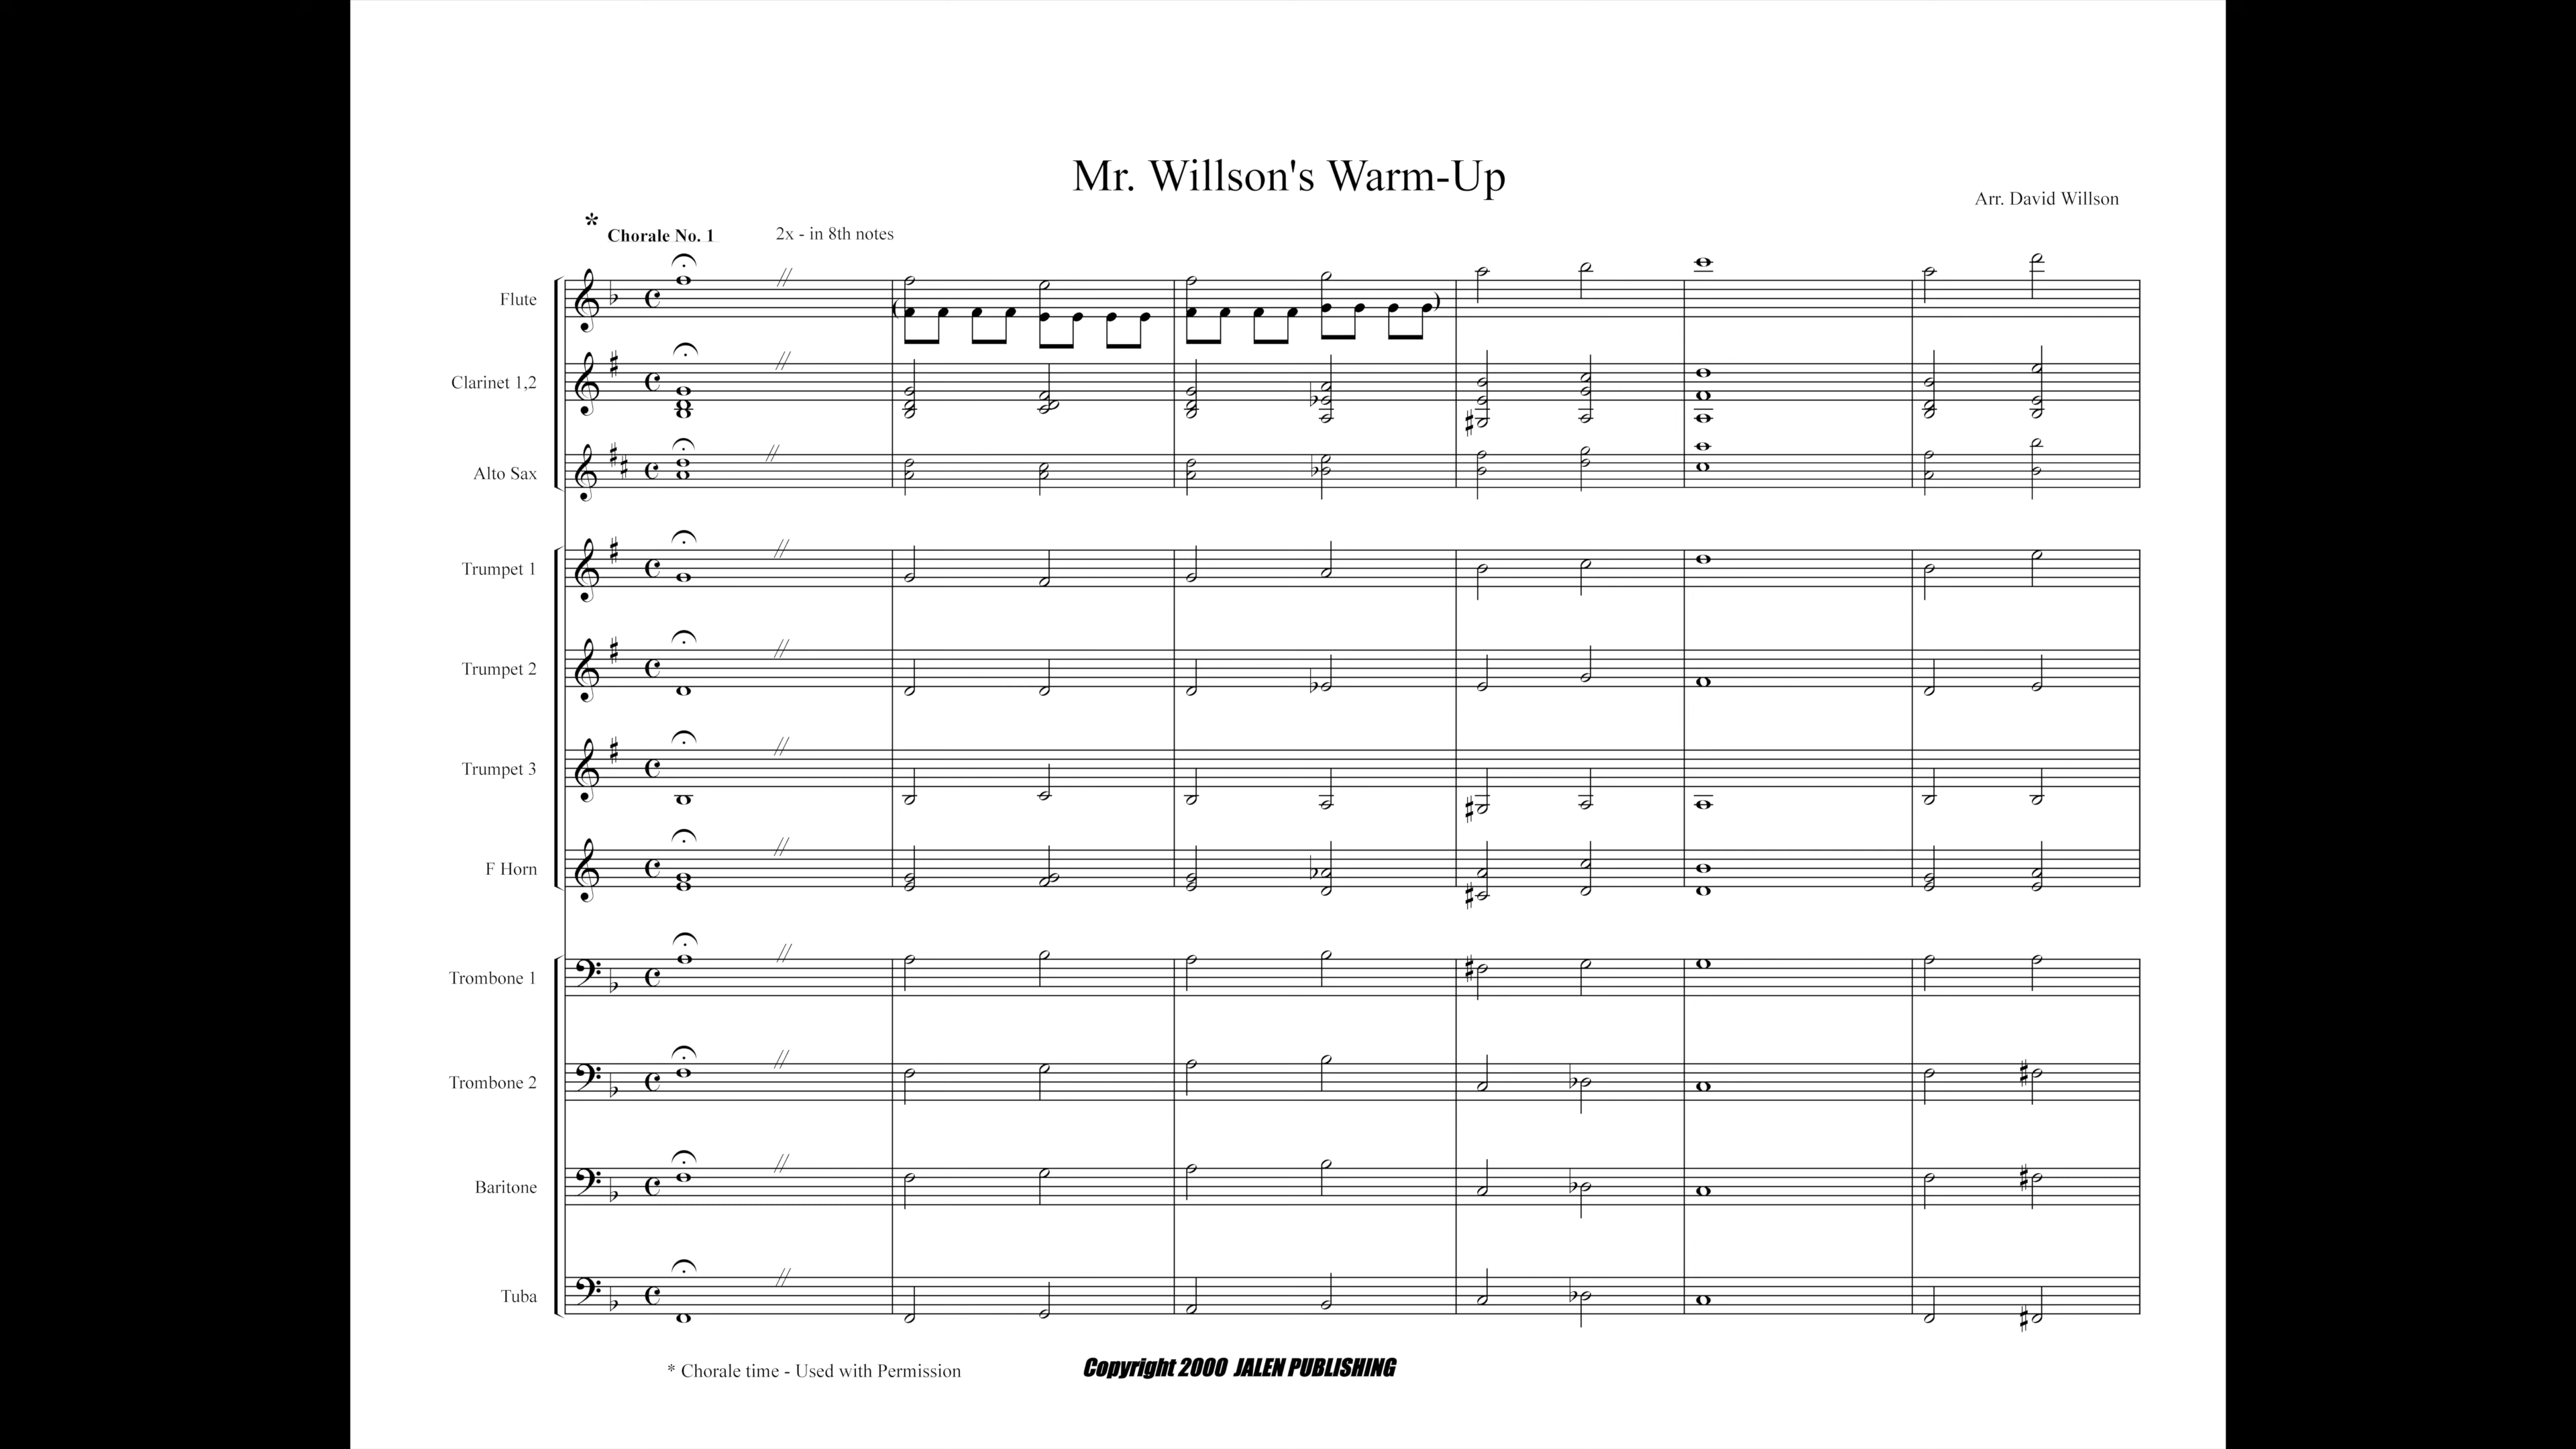 Mr. Willson's Warm-Up
Arr. David Willson
* Chorale No. 1 2x - in 8th notes
Flute
Clarinet 1,2
Alto Sax
Trumpet 1
Trumpet 2
Trumpet 3
F Horn
Trombone 1
Trombone 2
Baritone
Tuba
* Chorale time - Used with Permission
Copyright 2000 JALEN PUBLISHING